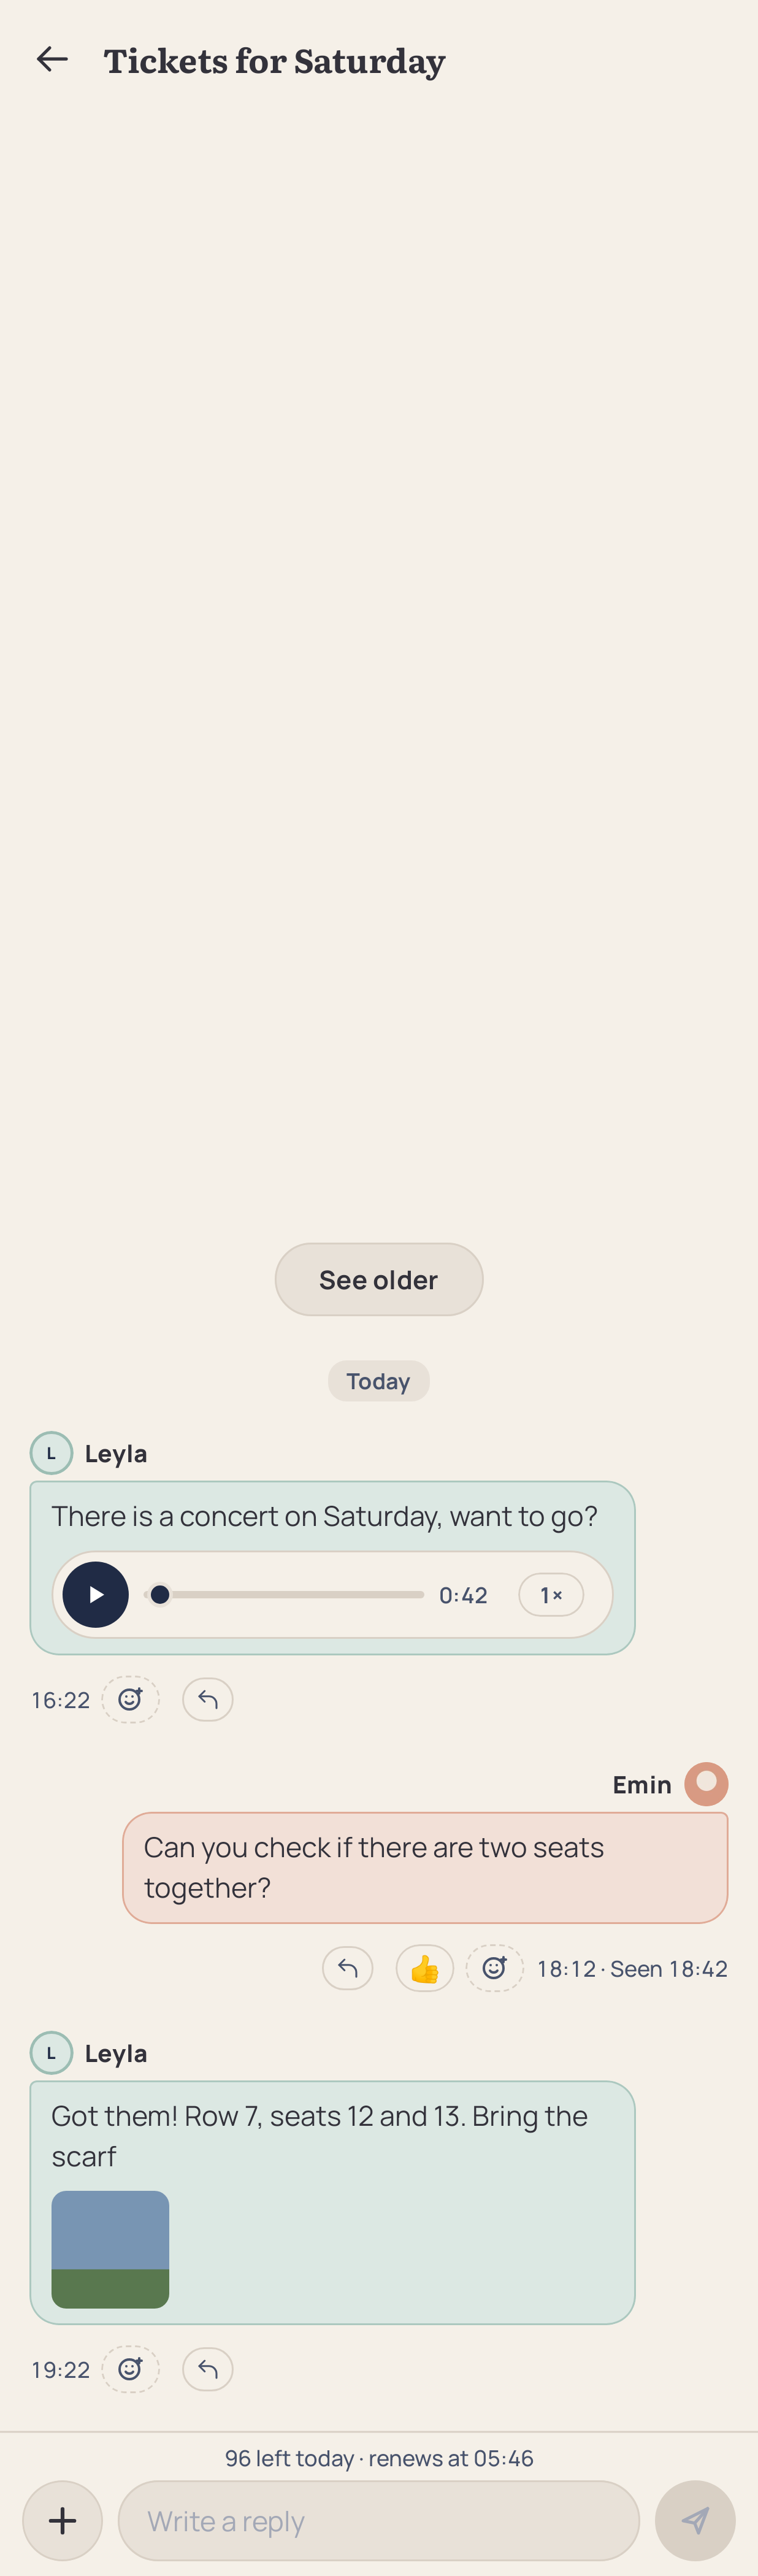 Tickets for Saturday
See older
Today
L Leyla
There is a concert on Saturday, want to go?
0:42 1×
16:22
Emin
Can you check if there are two seats
together?
👍 18:12 · Seen 18:42
L Leyla
Got them! Row 7, seats 12 and 13. Bring the
scarf
19:22
96 left today · renews at 05:46
Write a reply